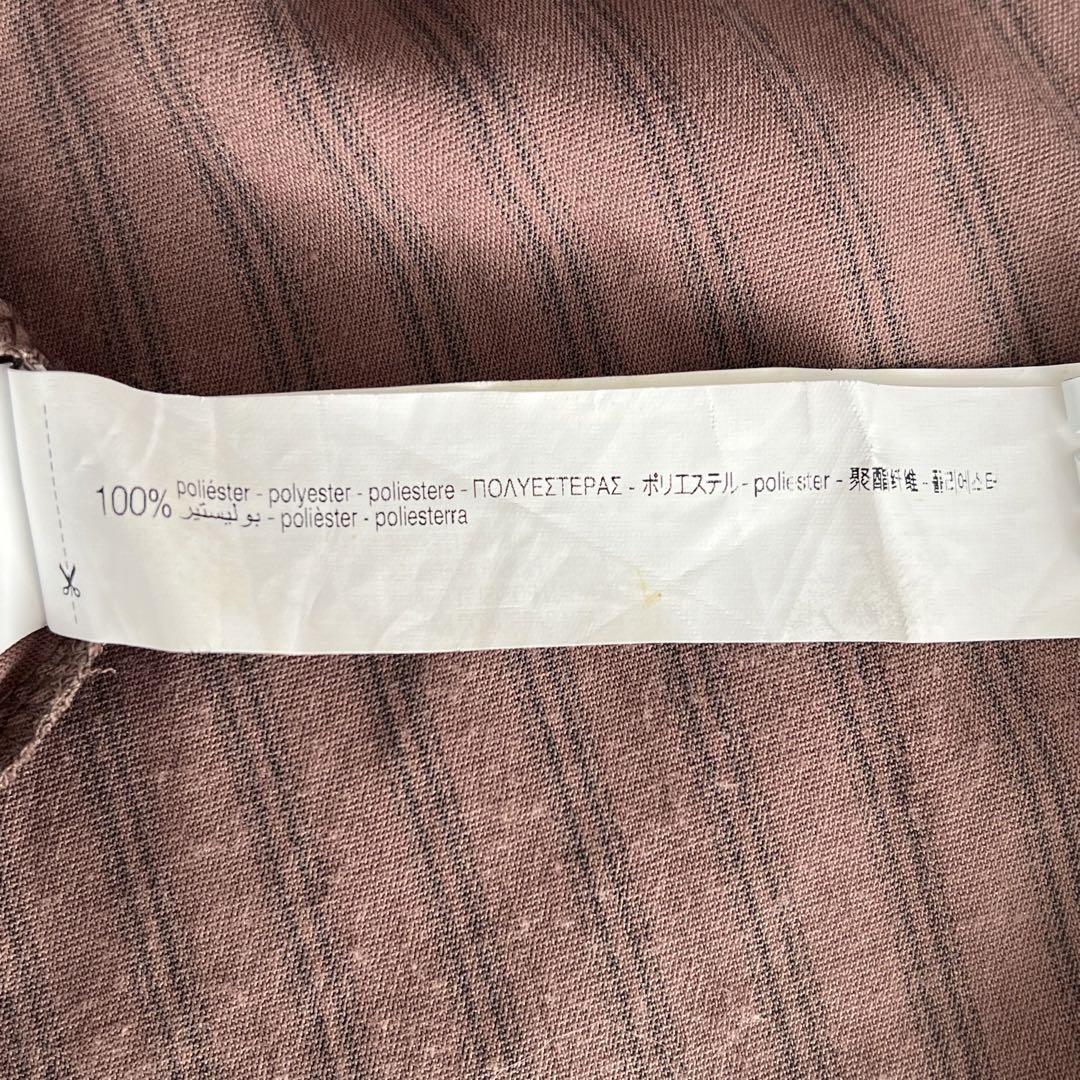 100% poliéster - polyester - poliestere - ΠΟΛΥΕΣΤΕΡΑΣ - ポリエステル - poliester - 聚酯纤维 - 폴리에스터
بوليستير - polièster - poliesterra